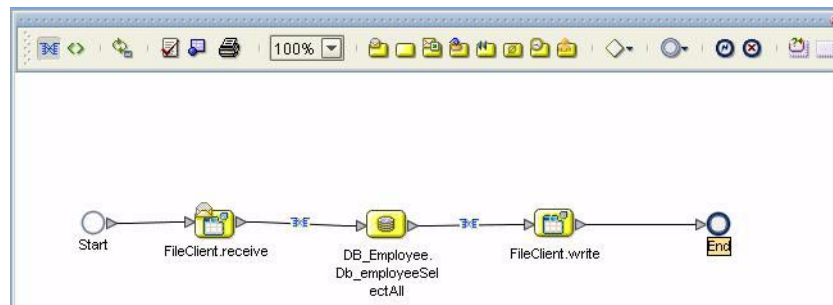 100%
Start
FileClient.receive
DB_Employee.
Db_employeeSel
ectAll
FileClient.write
End